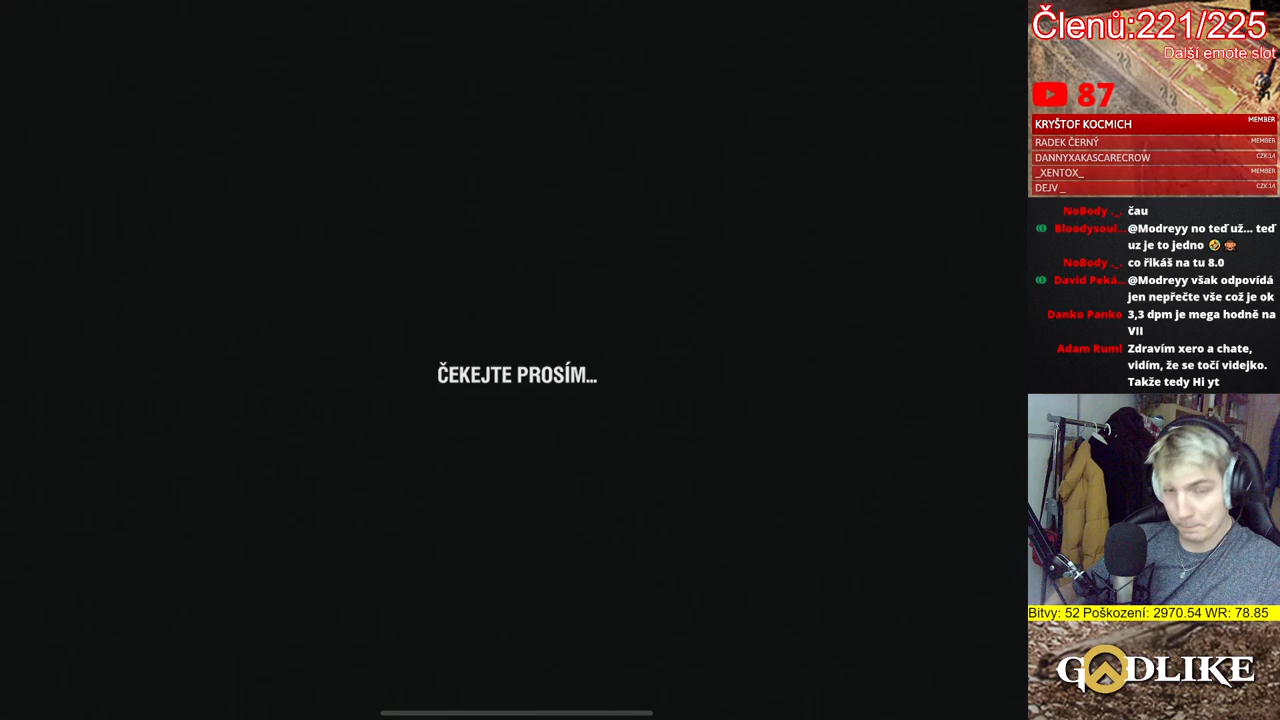 Členů:221/225
Další emote slot
87
KRYŠTOF KOCMICH MEMBER
RADEK ČERNÝ MEMBER
DANNYXAKASCARECROW CZK14
_XENTOX_ MEMBER
DEJV _ CZK14
NoBody ._. čau
Bloodysoul... @Modreyy no teď už... teď
uz je to jedno
NoBody ._. co řikáš na tu 8.0
David Peká... @Modreyy však odpovídá
jen nepřečte vše což je ok
Danko Panko 3,3 dpm je mega hodně na
VII
Adam Ruml Zdravím xero a chate,
vidím, že se točí videjko.
Takže tedy Hi yt
ČEKEJTE PROSÍM...
Bitvy: 52 Poškození: 2970.54 WR: 78.85
GODLIKE